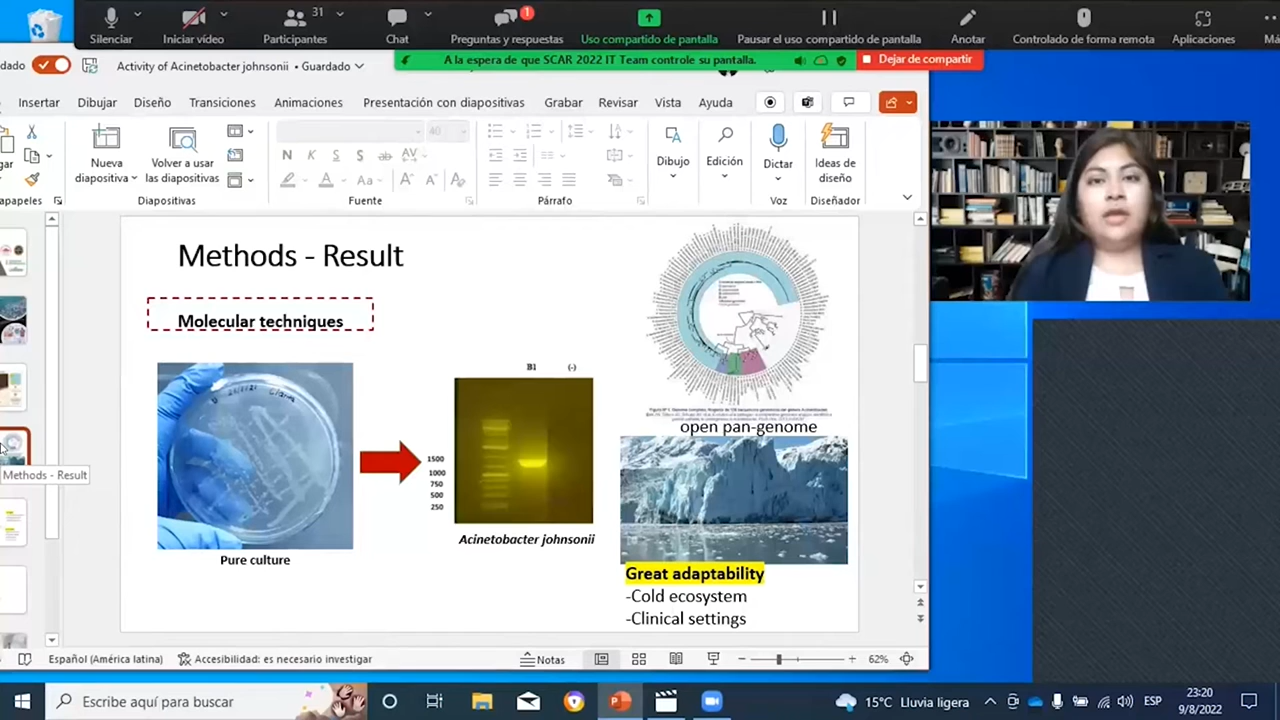 31
1
Silenciar
Iniciar vídeo
Participantes
Chat
Preguntas y respuestas
Uso compartido de pantalla
Pausar el uso compartido de pantalla
Anotar
Controlado de forma remota
Aplicaciones
A la espera de que SCAR 2022 IT Team controle su pantalla.
Dejar de compartir
Activity of Acinetobacter johnsonii • Guardado
Insertar
Dibujar
Diseño
Transiciones
Animaciones
Presentación con diapositivas
Grabar
Revisar
Vista
Ayuda
40
N K S ab AV
Aa
Nueva
diapositiva
Volver a usar
las diapositivas
Dibujo
Edición
Dictar
Ideas de
diseño
Diapositivas
Fuente
Párrafo
Voz
Diseñador
Methods - Result
Molecular techniques
B1 (-)
1500
1000
750
500
250
Pure culture
Acinetobacter johnsonii
open pan-genome
Great adaptability
-Cold ecosystem
-Clinical settings
Methods - Result
Español (América latina)
Accesibilidad: es necesario investigar
Notas
62%
Escribe aquí para buscar
15°C Lluvia ligera
ESP
23:20
9/8/2022